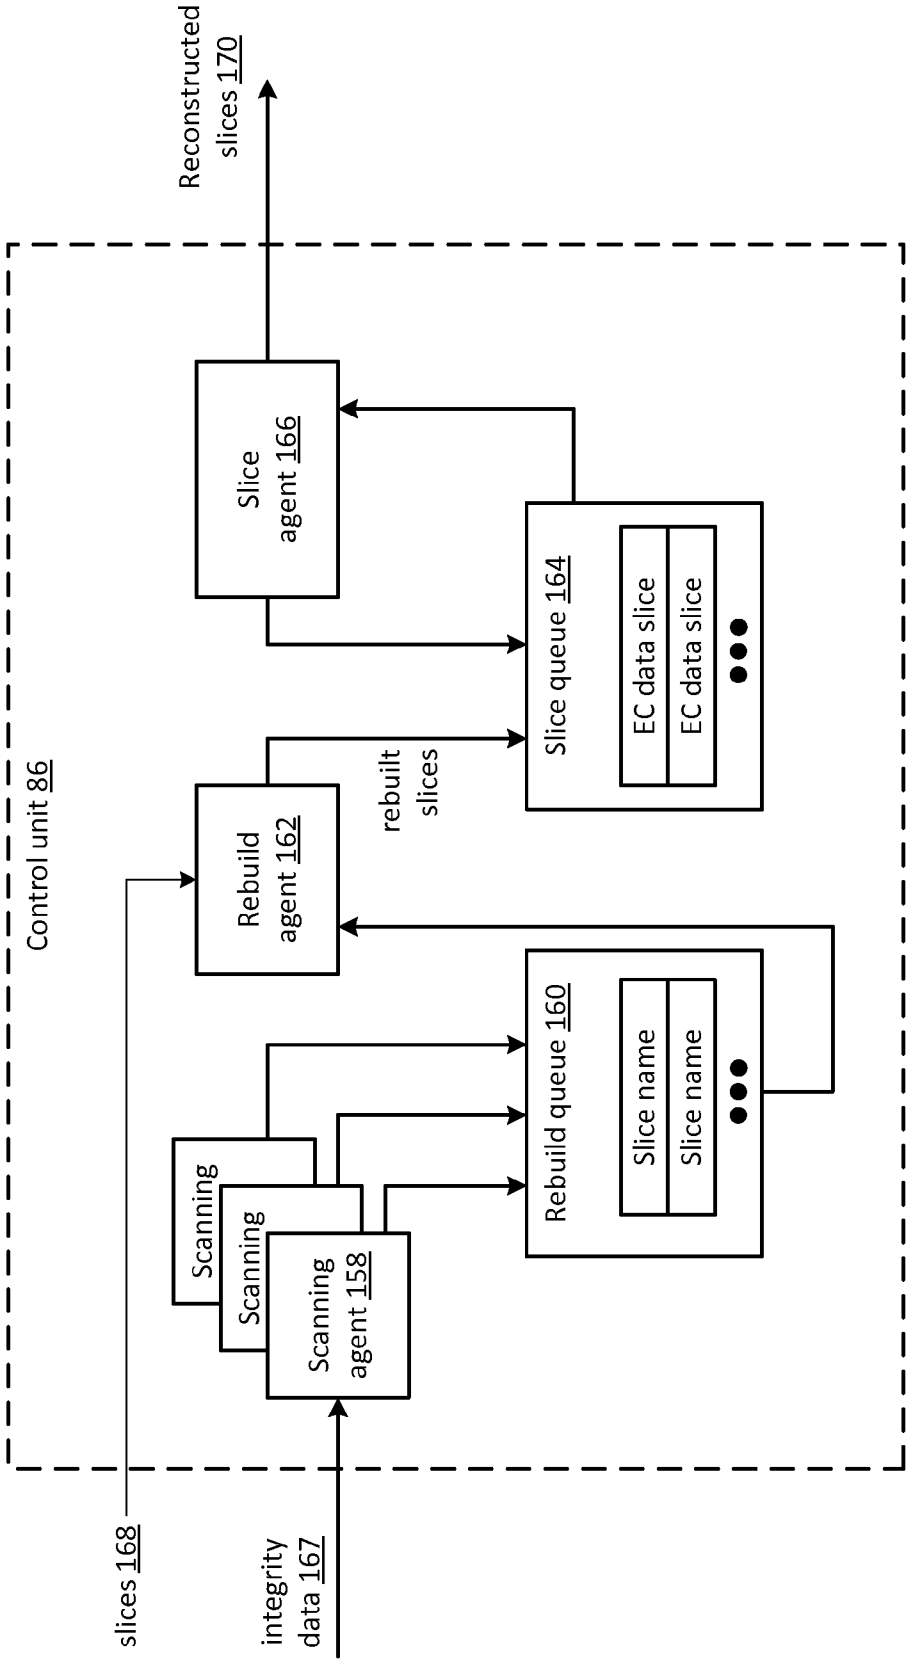 Control unit 86
slices 168
integrity
data 167
Scanning
Scanning
Scanning
agent 158
Rebuild queue 160
Slice name
Slice name
Rebuild
agent 162
rebuilt
slices
Slice queue 164
EC data slice
EC data slice
Slice
agent 166
Reconstructed
slices 170